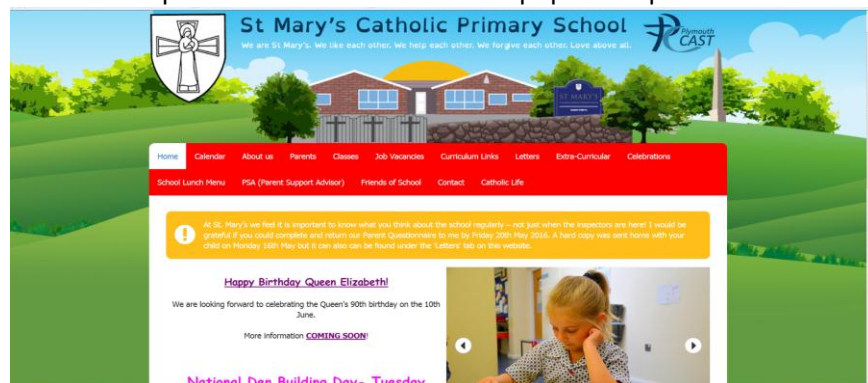 St Mary's Catholic Primary School
We are St Mary's. We like each other. We help each other. We forgive each other. Love above all.
Plymouth
CAST
ST MARY'S
Home Calendar About us Parents Classes Job Vacancies Curriculum Links Letters Extra-Curricular Celebrations
School Lunch Menu PSA (Parent Support Advisor) Friends of School Contact Catholic Life
At St. Mary's we feel it is important to know what you think about the school regularly – not just when the inspectors are here! I would be
grateful if you could complete and return our Parent Questionnaire to me by Friday 20th May 2016. A hard copy was sent home with your
child on Monday 16th May but it can also can be found under the 'Letters' tab on this website.
Happy Birthday Queen Elizabeth!
We are looking forward to celebrating the Queen's 90th birthday on the 10th
June.
More information COMING SOON!
National Den Building Day- Tuesday